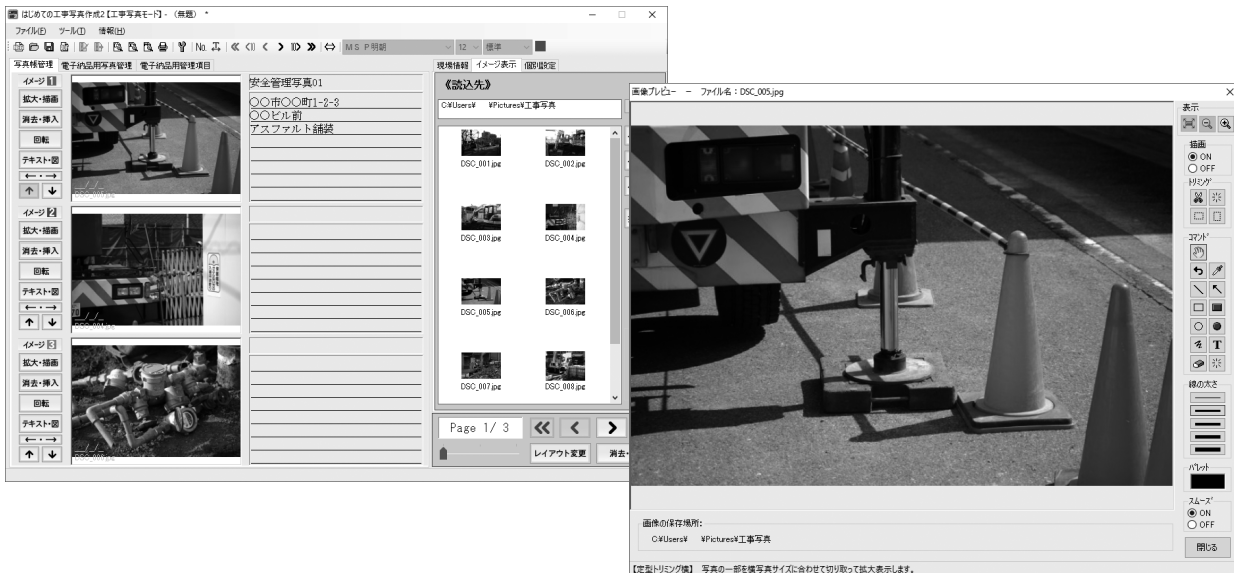 はじめての工事写真作成2【工事写真モード】 - （無題） *
ファイル(F) ツール(T) 情報(H)
No.
ＭＳ Ｐ明朝 12 標準
写真帳管理 電子納品用写真管理 電子納品用管理項目
現場情報 イメージ表示 個別設定
イメージ 1
拡大・描画
消去・挿入
回転
テキスト・図
←・→
↑ ↓
DSC_005.jpg
安全管理写真01
〇〇市〇〇町1-2-3
〇〇ビル前
アスファルト舗装
イメージ 2
拡大・描画
消去・挿入
回転
テキスト・図
←・→
↑ ↓
DSC_004.jpg
イメージ 3
拡大・描画
消去・挿入
回転
テキスト・図
←・→
↑ ↓
DSC_006.jpg
《読込先》
C:¥Users¥ ¥Pictures¥工事写真
DSC_001.jpg DSC_002.jpg
DSC_003.jpg DSC_004.jpg
DSC_005.jpg DSC_006.jpg
DSC_007.jpg DSC_008.jpg
Page 1/ 3
レイアウト変更 消去・
画像プレビュー － ファイル名：DSC_005.jpg
表示
描画
ON
OFF
トリミング
コマンド
T
線の太さ
パレット
スムーズ
ON
OFF
閉じる
画像の保存場所：
C:¥Users¥ ¥Pictures¥工事写真
【定型トリミング横】 写真の一部を横写真サイズに合わせて切り取って拡大表示します。